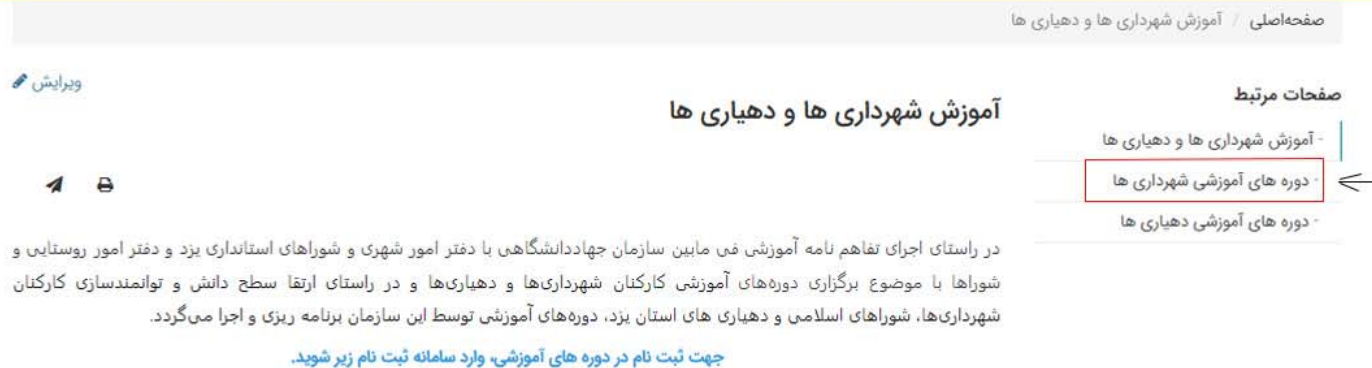 صفحه‌اصلی / آموزش شهرداری ها و دهیاری ها
صفحات مرتبط
- آموزش شهرداری ها و دهیاری ها
- دوره های آموزشی شهرداری ها
- دوره های آموزشی دهیاری ها
ویرایش
آموزش شهرداری ها و دهیاری ها
در راستای اجرای تفاهم نامه آموزشی فی مابین سازمان جهاددانشگاهی با دفتر امور شهری و شوراهای استانداری یزد و دفتر امور روستایی و
شوراها با موضوع برگزاری دوره‌های آموزشی کارکنان شهرداری‌ها و دهیاری‌ها و در راستای ارتقا سطح دانش و توانمندسازی کارکنان
شهرداری‌ها، شوراهای اسلامی و دهیاری های استان یزد، دوره‌های آموزشی توسط این سازمان برنامه ریزی و اجرا می‌گردد.
جهت ثبت نام در دوره های آموزشی، وارد سامانه ثبت نام زیر شوید.